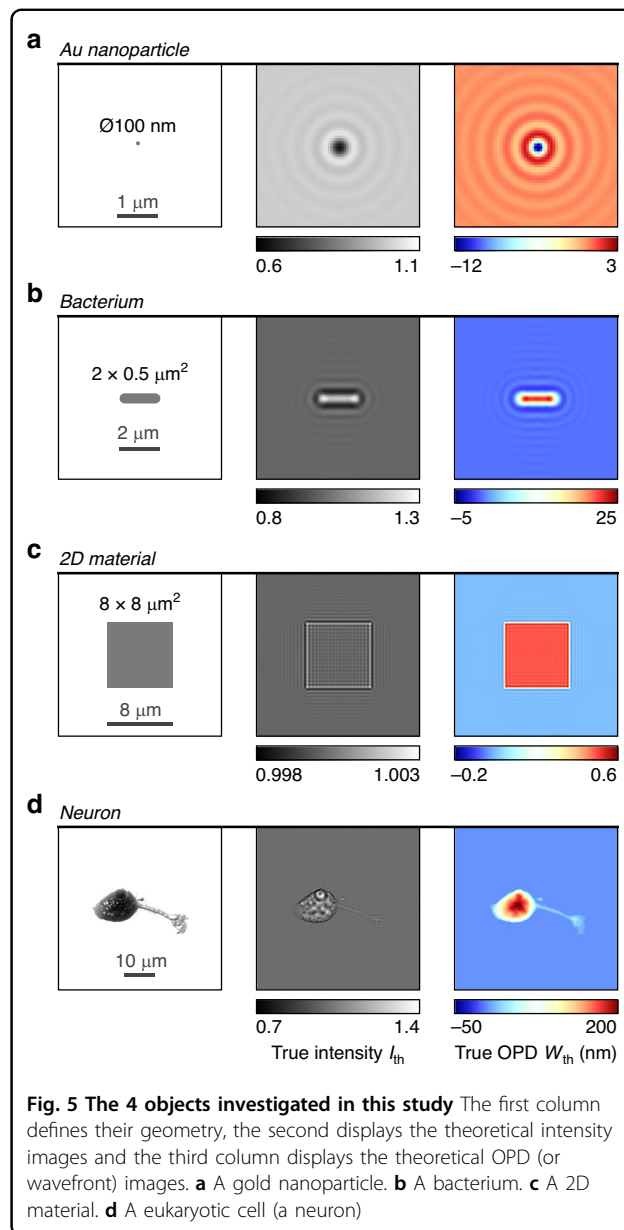 a
Au nanoparticle
Ø100 nm
1 μm
0.6 1.1
−12 3
b
Bacterium
2 × 0.5 μm²
2 μm
0.8 1.3
−5 25
c
2D material
8 × 8 μm²
8 μm
0.998 1.003
−0.2 0.6
d
Neuron
10 μm
0.7 1.4
−50 200
True intensity Ith
True OPD Wth (nm)
Fig. 5 The 4 objects investigated in this study The first column
defines their geometry, the second displays the theoretical intensity
images and the third column displays the theoretical OPD (or
wavefront) images. a A gold nanoparticle. b A bacterium. c A 2D
material. d A eukaryotic cell (a neuron)